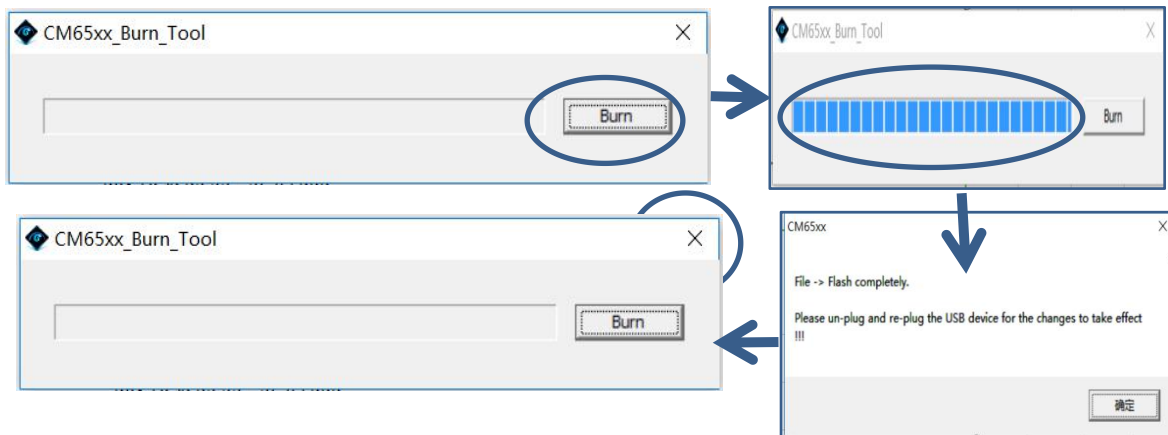 CM65xx_Burn_Tool
Burn
CM65xx_Burn_Tool
Burn
CM65xx
File -> Flash completely.
Please un-plug and re-plug the USB device for the changes to take effect
!!!
确定
CM65xx_Burn_Tool
Burn